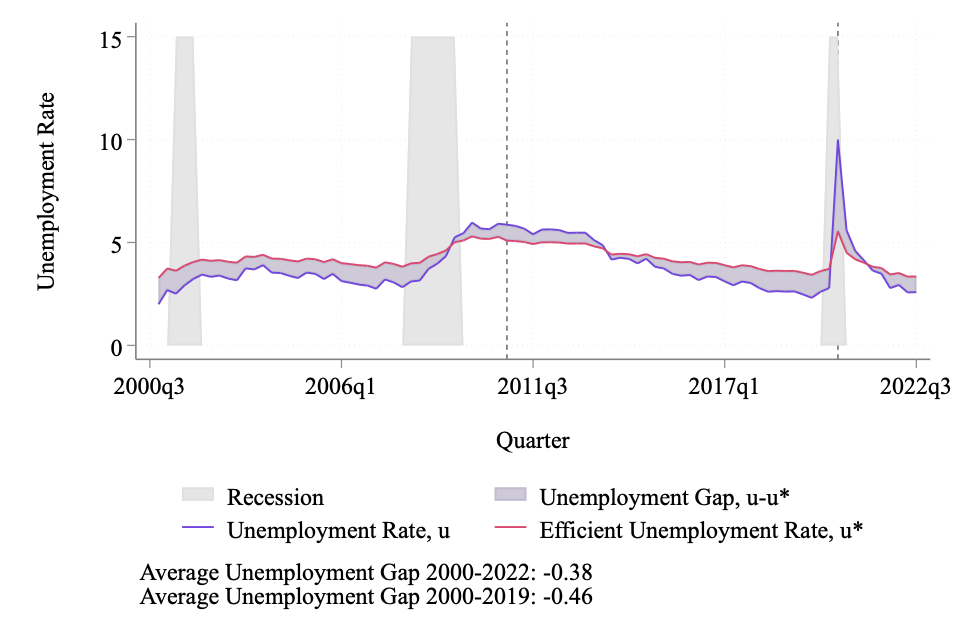 Unemployment Rate
15
10
5
0
2000q3 2006q1 2011q3 2017q1 2022q3
Quarter
Recession Unemployment Gap, u-u*
Unemployment Rate, u Efficient Unemployment Rate, u*
Average Unemployment Gap 2000-2022: -0.38
Average Unemployment Gap 2000-2019: -0.46